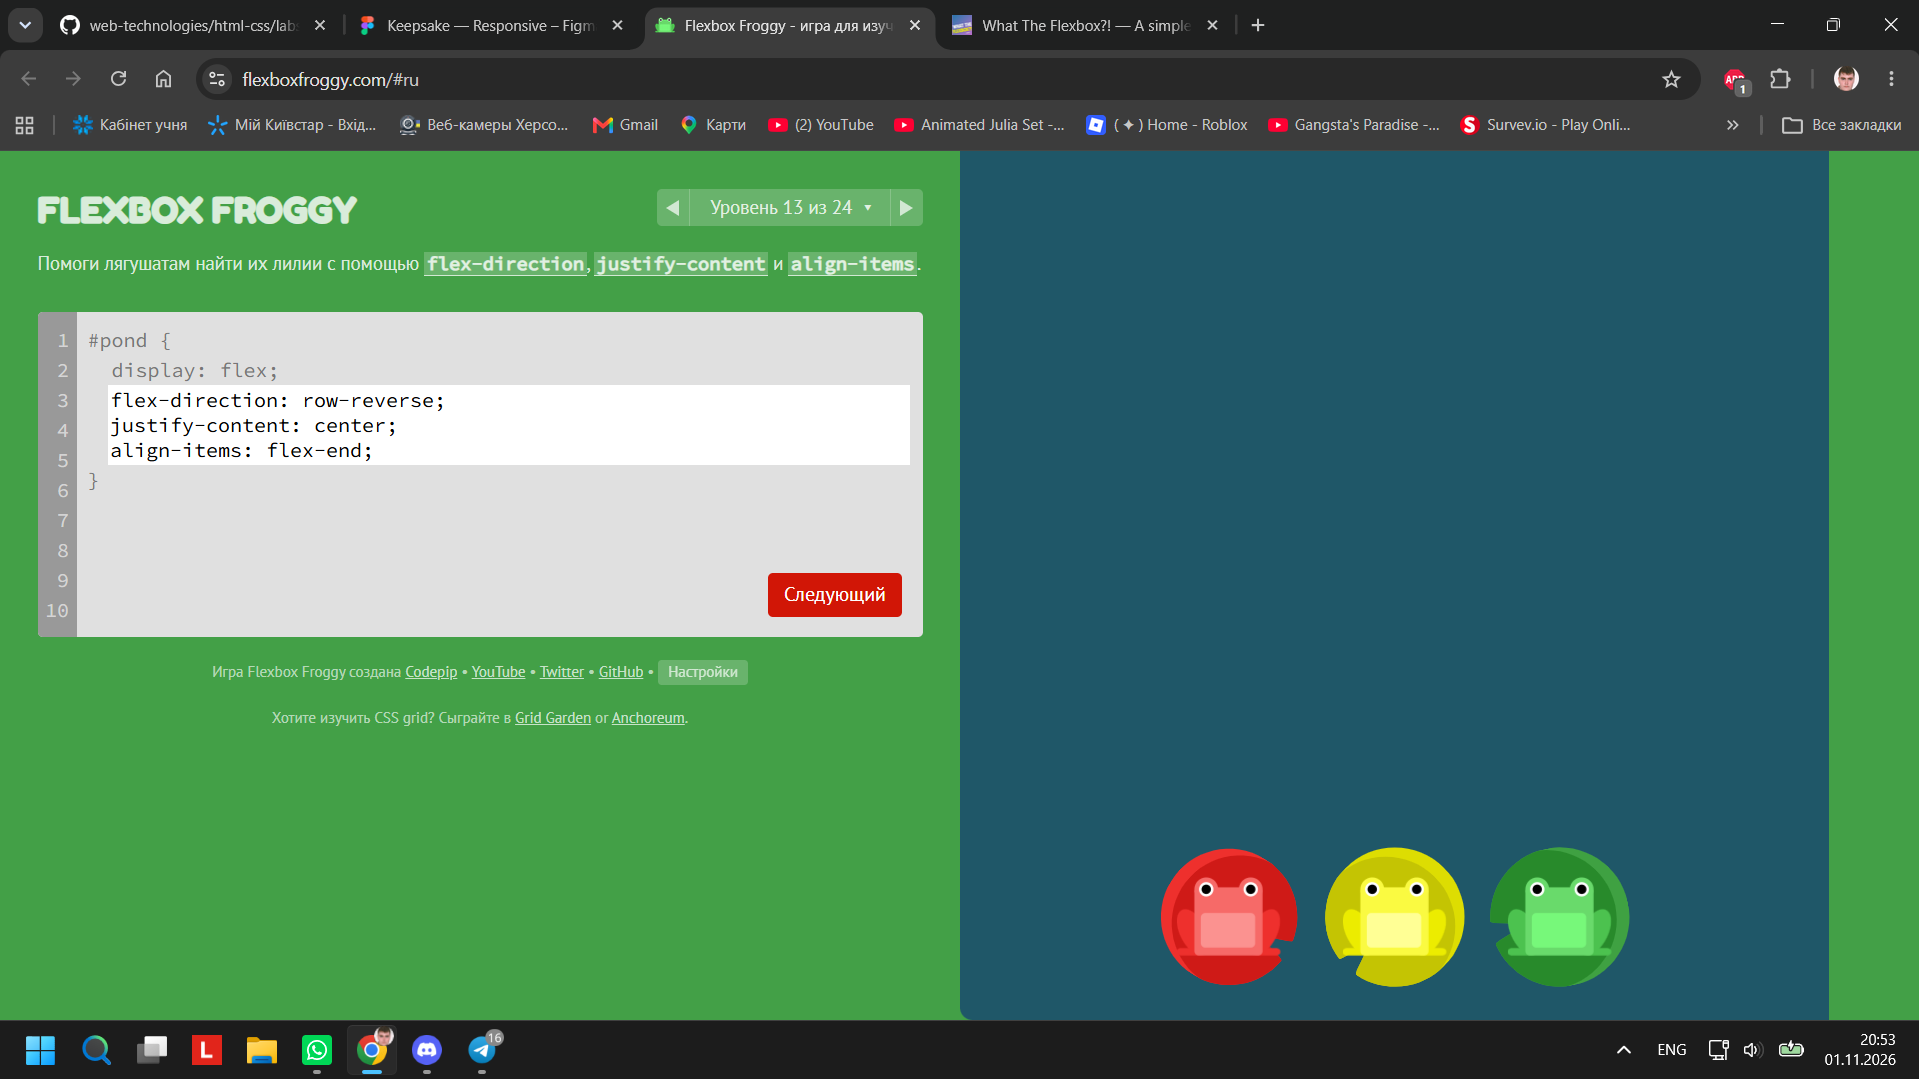 web-technologies/html-css/labs
Keepsake — Responsive – Figm
Flexbox Froggy - игра для изуч
What The Flexbox?! — A simple
flexboxfroggy.com/#ru
ABP
1
Кабінет учня
Мій Київстар - Вхід...
Веб-камеры Херсо...
Gmail
Карти
(2) YouTube
Animated Julia Set -...
( ✦ ) Home - Roblox
Gangsta's Paradise -...
Survev.io - Play Onli...
Все закладки
FLEXBOX FROGGY
Уровень 13 из 24
Помоги лягушатам найти их лилии с помощью flex-direction, justify-content и align-items.
1 #pond {
2 display: flex;
3 flex-direction: row-reverse;
4 justify-content: center;
5 align-items: flex-end;
6 }
7
8
9
10
Следующий
Игра Flexbox Froggy создана Codepip • YouTube • Twitter • GitHub • Настройки
Хотите изучить CSS grid? Сыграйте в Grid Garden or Anchoreum.
L
16
ENG
20:53
01.11.2026